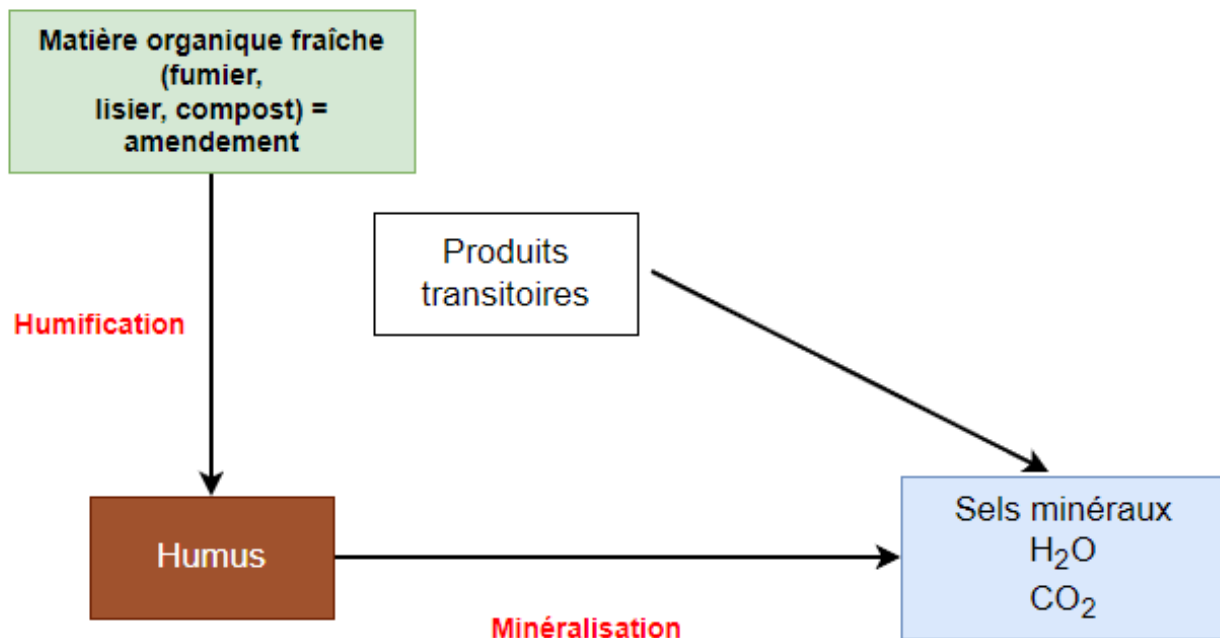 Matière organique fraîche
(fumier,
lisier, compost) =
amendement
Produits
transitoires
Humification
Humus
Sels minéraux
H₂O
CO₂
Minéralisation